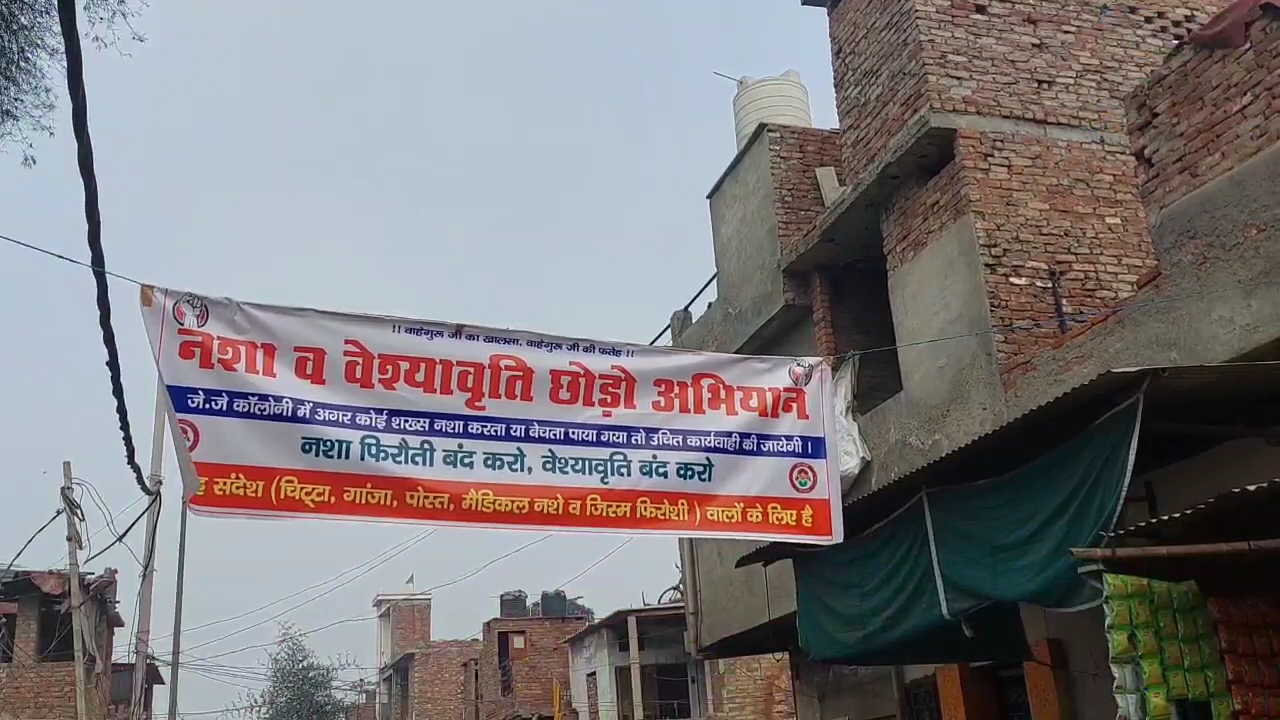 !! वाहेगुरू जी का खालसा, वाहेगुरू जी की फतेह !!
नशा व वेश्यावृति छोड़ो अभियान
जे.जे कॉलोनी में अगर कोई शख्स नशा करता या बेचता पाया गया तो उचित कार्यवाही की जायेगी ।
नशा फिरौती बंद करो, वेश्यावृति बंद करो
संदेश (चिट्टा, गांजा, पोस्त, मैडिकल नशे व जिस्म फिरोशी ) वालों के लिए है